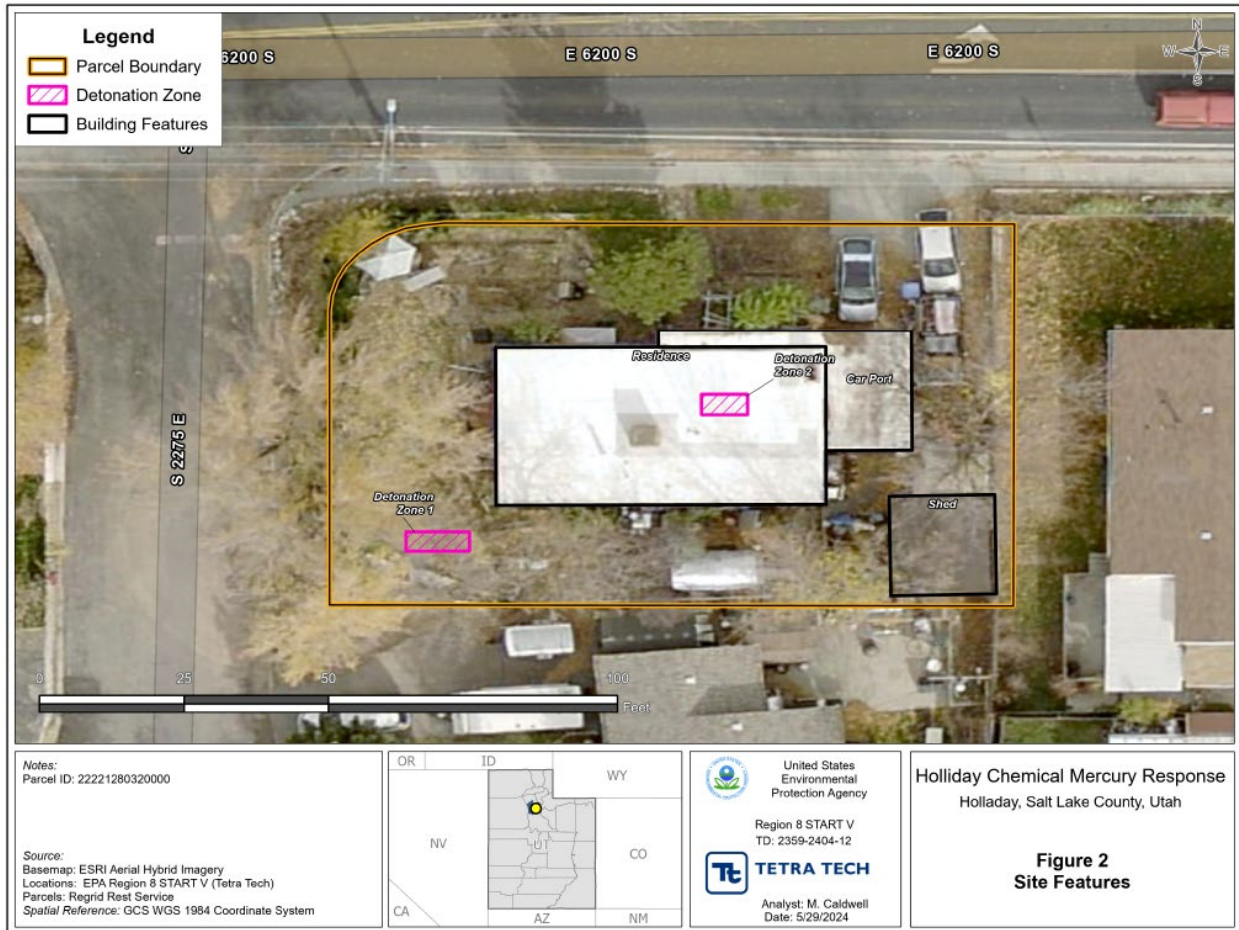 Legend
Parcel Boundary
Detonation Zone
Building Features
6200 S
E 6200 S
E 6200 S
N
W
E
S
S
S 2275 E
Residence
Detonation
Zone 2
Car Port
Detonation
Zone 1
Shed
0
25
50
100
Feet
Notes:
Parcel ID: 22221280320000
Source:
Basemap: ESRI Aerial Hybrid Imagery
Locations: EPA Region 8 START V (Tetra Tech)
Parcels: Regrid Rest Service
Spatial Reference: GCS WGS 1984 Coordinate System
OR
ID
WY
NV
UT
CO
CA
AZ
NM
United States
Environmental
Protection Agency
Region 8 START V
TD: 2359-2404-12
Tt
TETRA TECH
Analyst: M. Caldwell
Date: 5/29/2024
Holliday Chemical Mercury Response
Holladay, Salt Lake County, Utah
Figure 2
Site Features